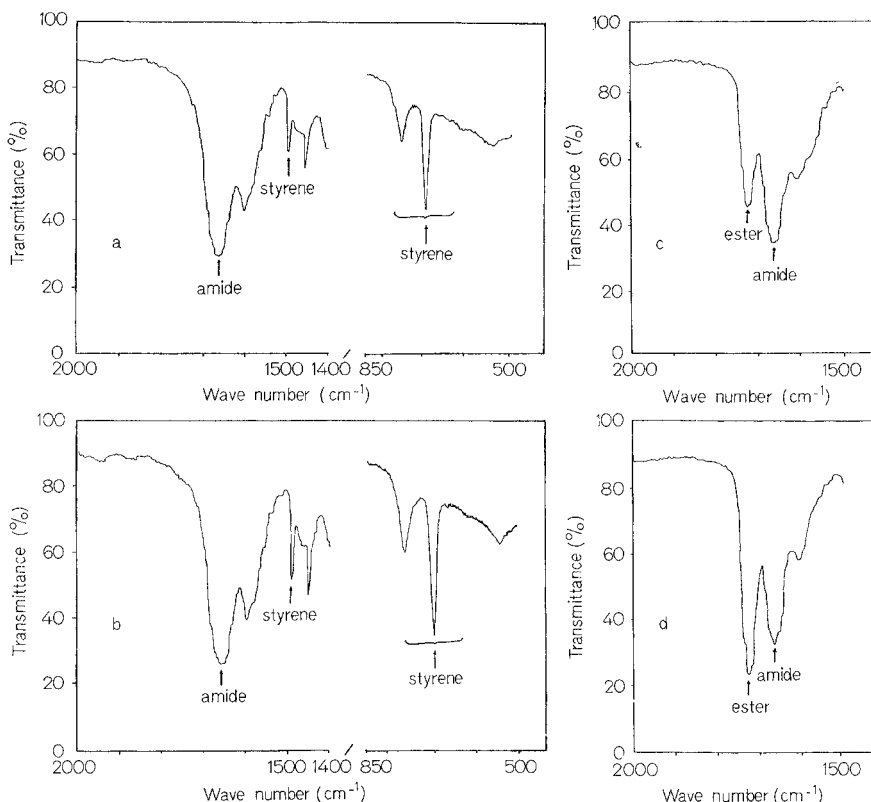 100
80
60
40
20
0
Transmittance (%)
a
amide
styrene
styrene
2000
1500
1400
850
500
Wave number (cm⁻¹)
100
80
60
40
20
0
Transmittance (%)
c
ester
amide
2000
1500
Wave number (cm⁻¹)
100
80
60
40
20
0
Transmittance (%)
b
amide
styrene
styrene
2000
1500
1400
850
500
Wave number (cm⁻¹)
100
80
60
40
20
0
Transmittance (%)
d
ester
amide
2000
1500
Wave number (cm⁻¹)